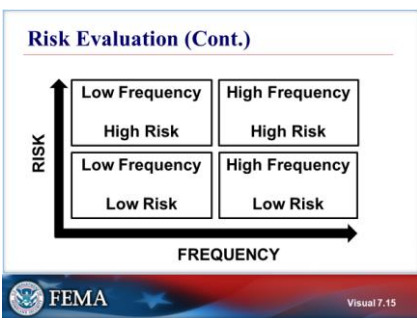 Risk Evaluation (Cont.)
Low Frequency
High Risk
High Frequency
High Risk
RISK
Low Frequency
Low Risk
High Frequency
Low Risk
FREQUENCY
FEMA
Visual 7.15